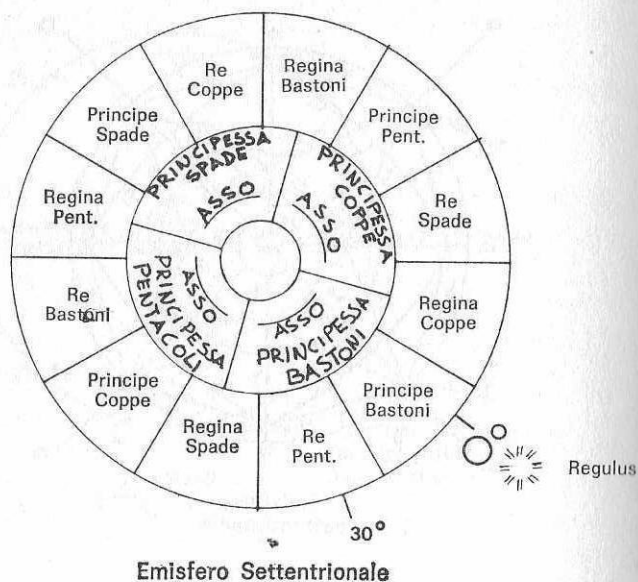 Re
Coppe
Regina
Bastoni
Principe
Pent.
Re
Spade
Regina
Coppe
Principe
Bastoni
Re
Pent.
Regina
Spade
Principe
Coppe
Re
Bastoni
Regina
Pent.
Principe
Spade
PRINCIPESSA
SPADE
ASSO
PRINCIPESSA
COPPE
ASSO
ASSO
PRINCIPESSA
BASTONI
ASSO
PRINCIPESSA
PENTACOLI
Regulus
30°
Emisfero Settentrionale